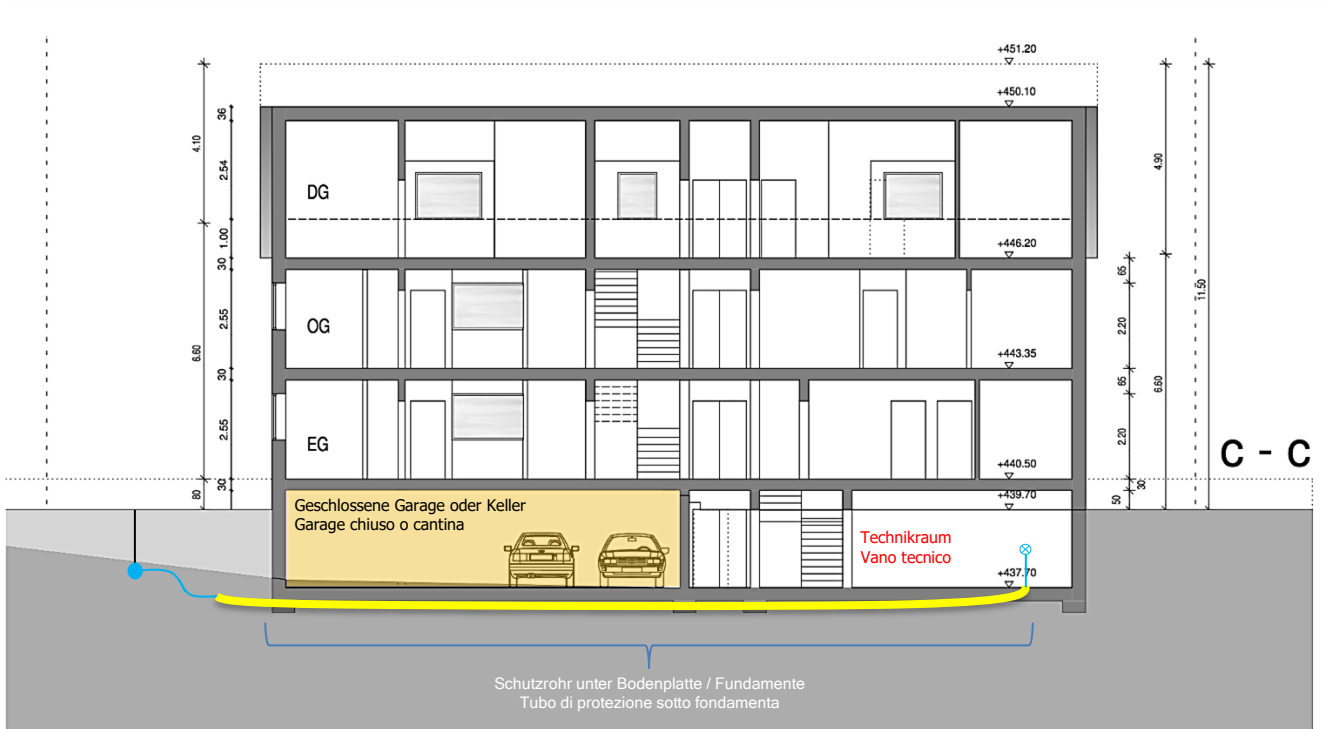 +451.20
+450.10
36
4.10
2.54
4.90
DG
1.00
+446.20
30
65
11.50
OG
2.55
2.20
6.60
+443.35
30
65
6.60
EG
2.55
2.20
C - C
+440.50
30
30
80
+439.70
50
Geschlossene Garage oder Keller
Garage chiuso o cantina
Technikraum
Vano tecnico
+437.70
Schutzrohr unter Bodenplatte / Fundamente
Tubo di protezione sotto fondamenta